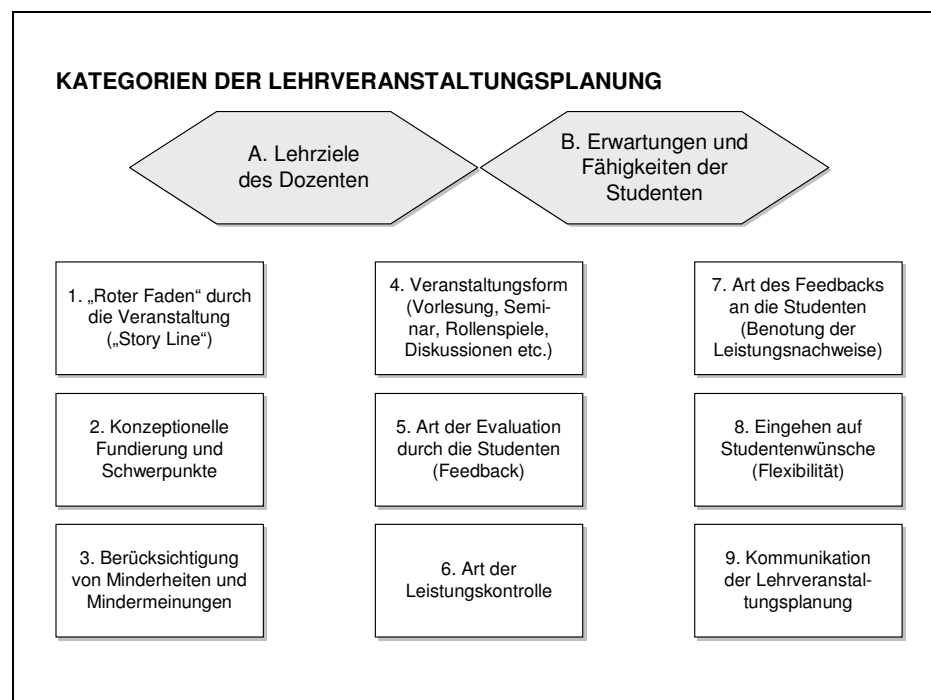 KATEGORIEN DER LEHRVERANSTALTUNGSPLANUNG
A. Lehrziele
des Dozenten
B. Erwartungen und
Fähigkeiten der
Studenten
1. „Roter Faden“ durch
die Veranstaltung
(„Story Line“)
4. Veranstaltungsform
(Vorlesung, Semi-
nar, Rollenspiele,
Diskussionen etc.)
7. Art des Feedbacks
an die Studenten
(Benotung der
Leistungsnachweise)
2. Konzeptionelle
Fundierung und
Schwerpunkte
5. Art der Evaluation
durch die Studenten
(Feedback)
8. Eingehen auf
Studentenwünsche
(Flexibilität)
3. Berücksichtigung
von Minderheiten und
Mindermeinungen
6. Art der
Leistungskontrolle
9. Kommunikation
der Lehrveranstal-
tungsplanung